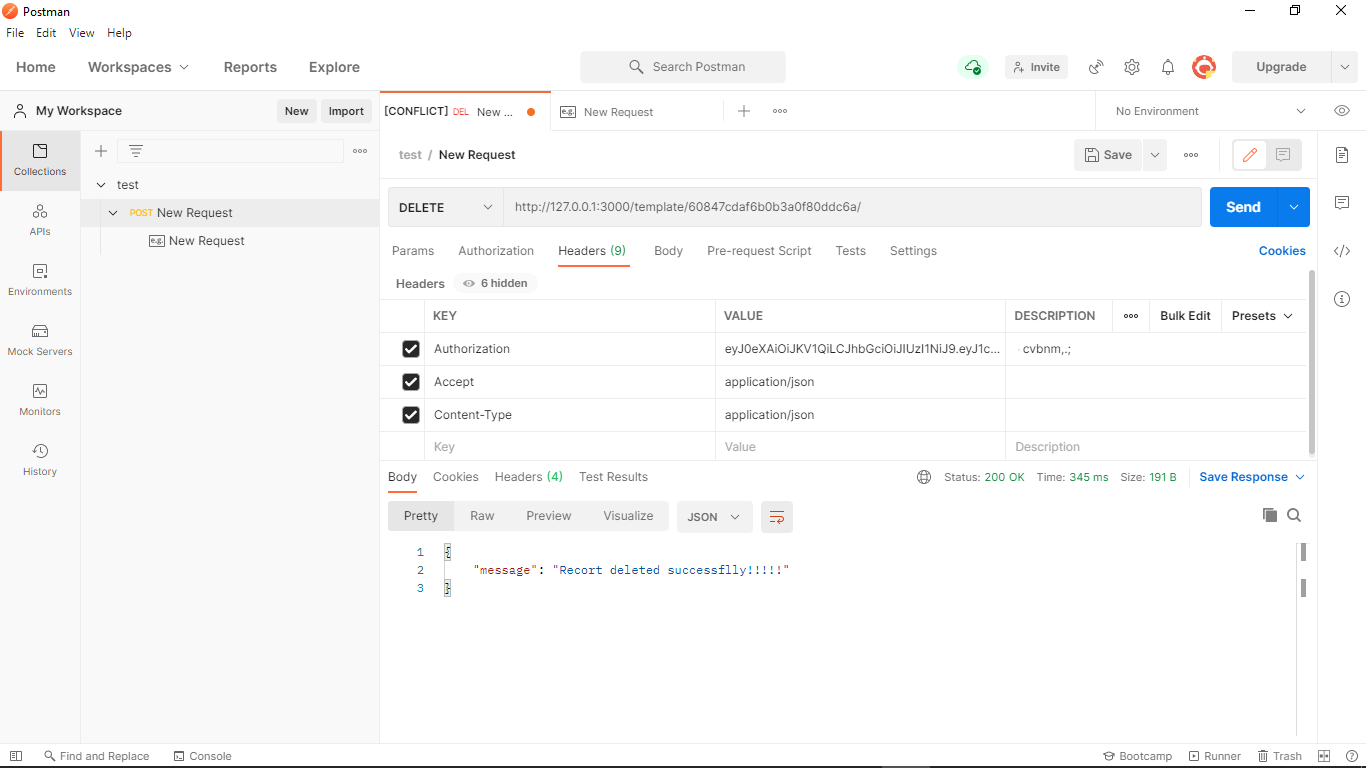 Postman
File Edit View Help
Home Workspaces Reports Explore Search Postman Invite Upgrade
My Workspace New Import [CONFLICT] DEL New ... e.g. New Request No Environment
Collections
APIs
Environments
Mock Servers
Monitors
History
test
POST New Request
e.g. New Request
test / New Request Save
DELETE http://127.0.0.1:3000/template/60847cdaf6b0b3a0f80ddc6a/ Send
Params Authorization Headers (9) Body Pre-request Script Tests Settings Cookies
Headers 6 hidden
KEY VALUE DESCRIPTION Bulk Edit Presets
Authorization eyJ0eXAiOiJKV1QiLCJhbGciOiJIUzI1NiJ9.eyJ1c... cvbnm,.;
Accept application/json
Content-Type application/json
Key Value Description
Body Cookies Headers (4) Test Results Status: 200 OK Time: 345 ms Size: 191 B Save Response
Pretty Raw Preview Visualize JSON
1 {
2 "message": "Recort deleted successflly!!!!!"
3 }
Find and Replace Console Bootcamp Runner Trash